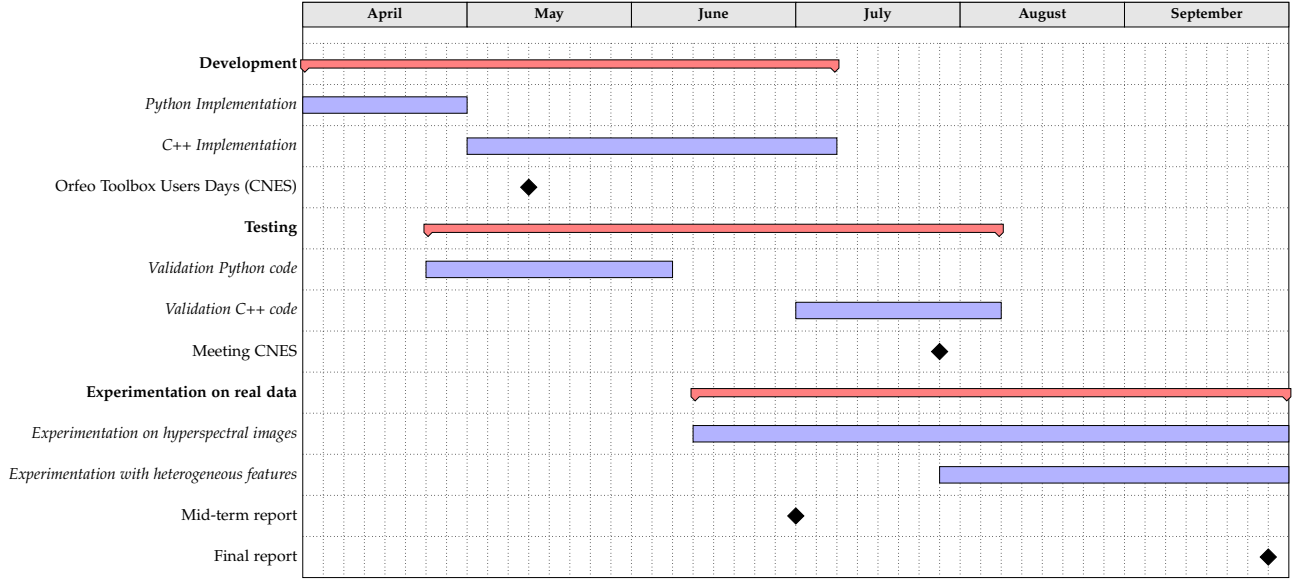 April May June July August September
Development
Python Implementation
C++ Implementation
Orfeo Toolbox Users Days (CNES)
Testing
Validation Python code
Validation C++ code
Meeting CNES
Experimentation on real data
Experimentation on hyperspectral images
Experimentation with heterogeneous features
Mid-term report
Final report